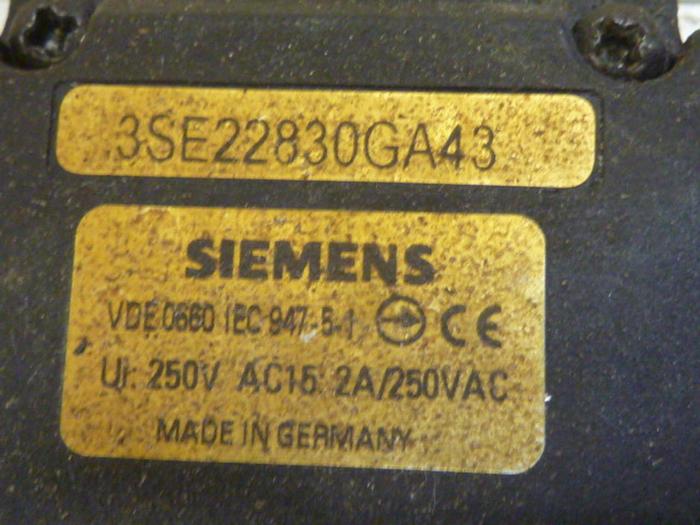 3SE22830GA43
SIEMENS
VDE 0660 IEC 947-5-1 CE
UI: 250V AC15 2A/250VAC
MADE IN GERMANY